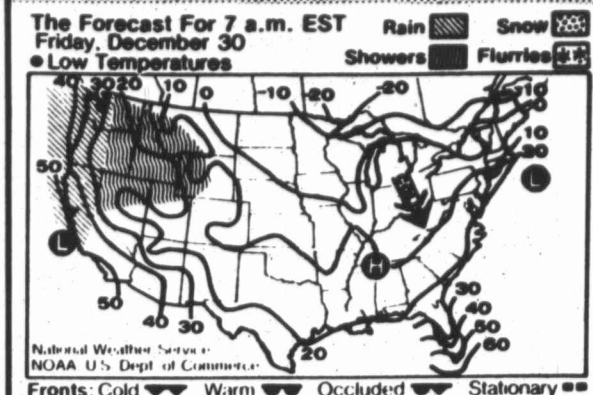 The Forecast For 7 a.m. EST
Friday, December 30
● Low Temperatures
Rain Snow
Showers Flurries
40 30 20 10 0 -10 -20 -20 -10 0
10
30
50
L
L
H
50 40 30 20
30
40
50
60
National Weather Service
NOAA U S Dept of Commerce
Fronts: Cold Warm Occluded Stationary